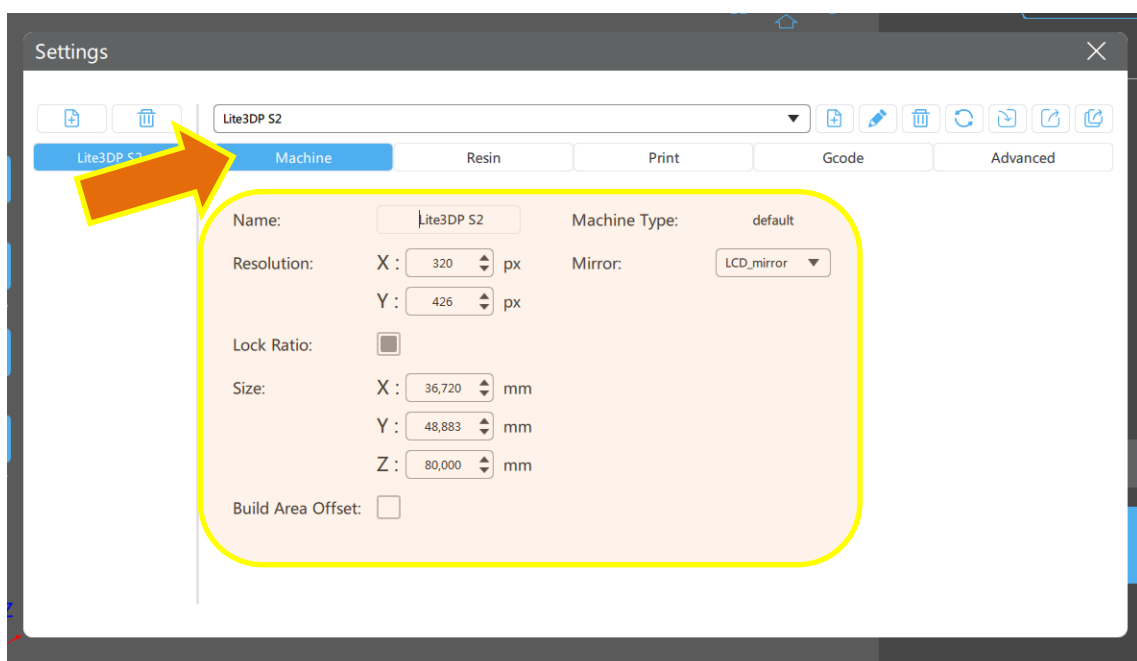 Settings
Lite3DP S2
Lite3DP S2 Machine Resin Print Gcode Advanced
Name: Lite3DP S2 Machine Type: default
Resolution: X : 320 px Mirror: LCD_mirror
Y : 426 px
Lock Ratio:
Size: X : 36,720 mm
Y : 48,883 mm
Z : 80,000 mm
Build Area Offset:
Z